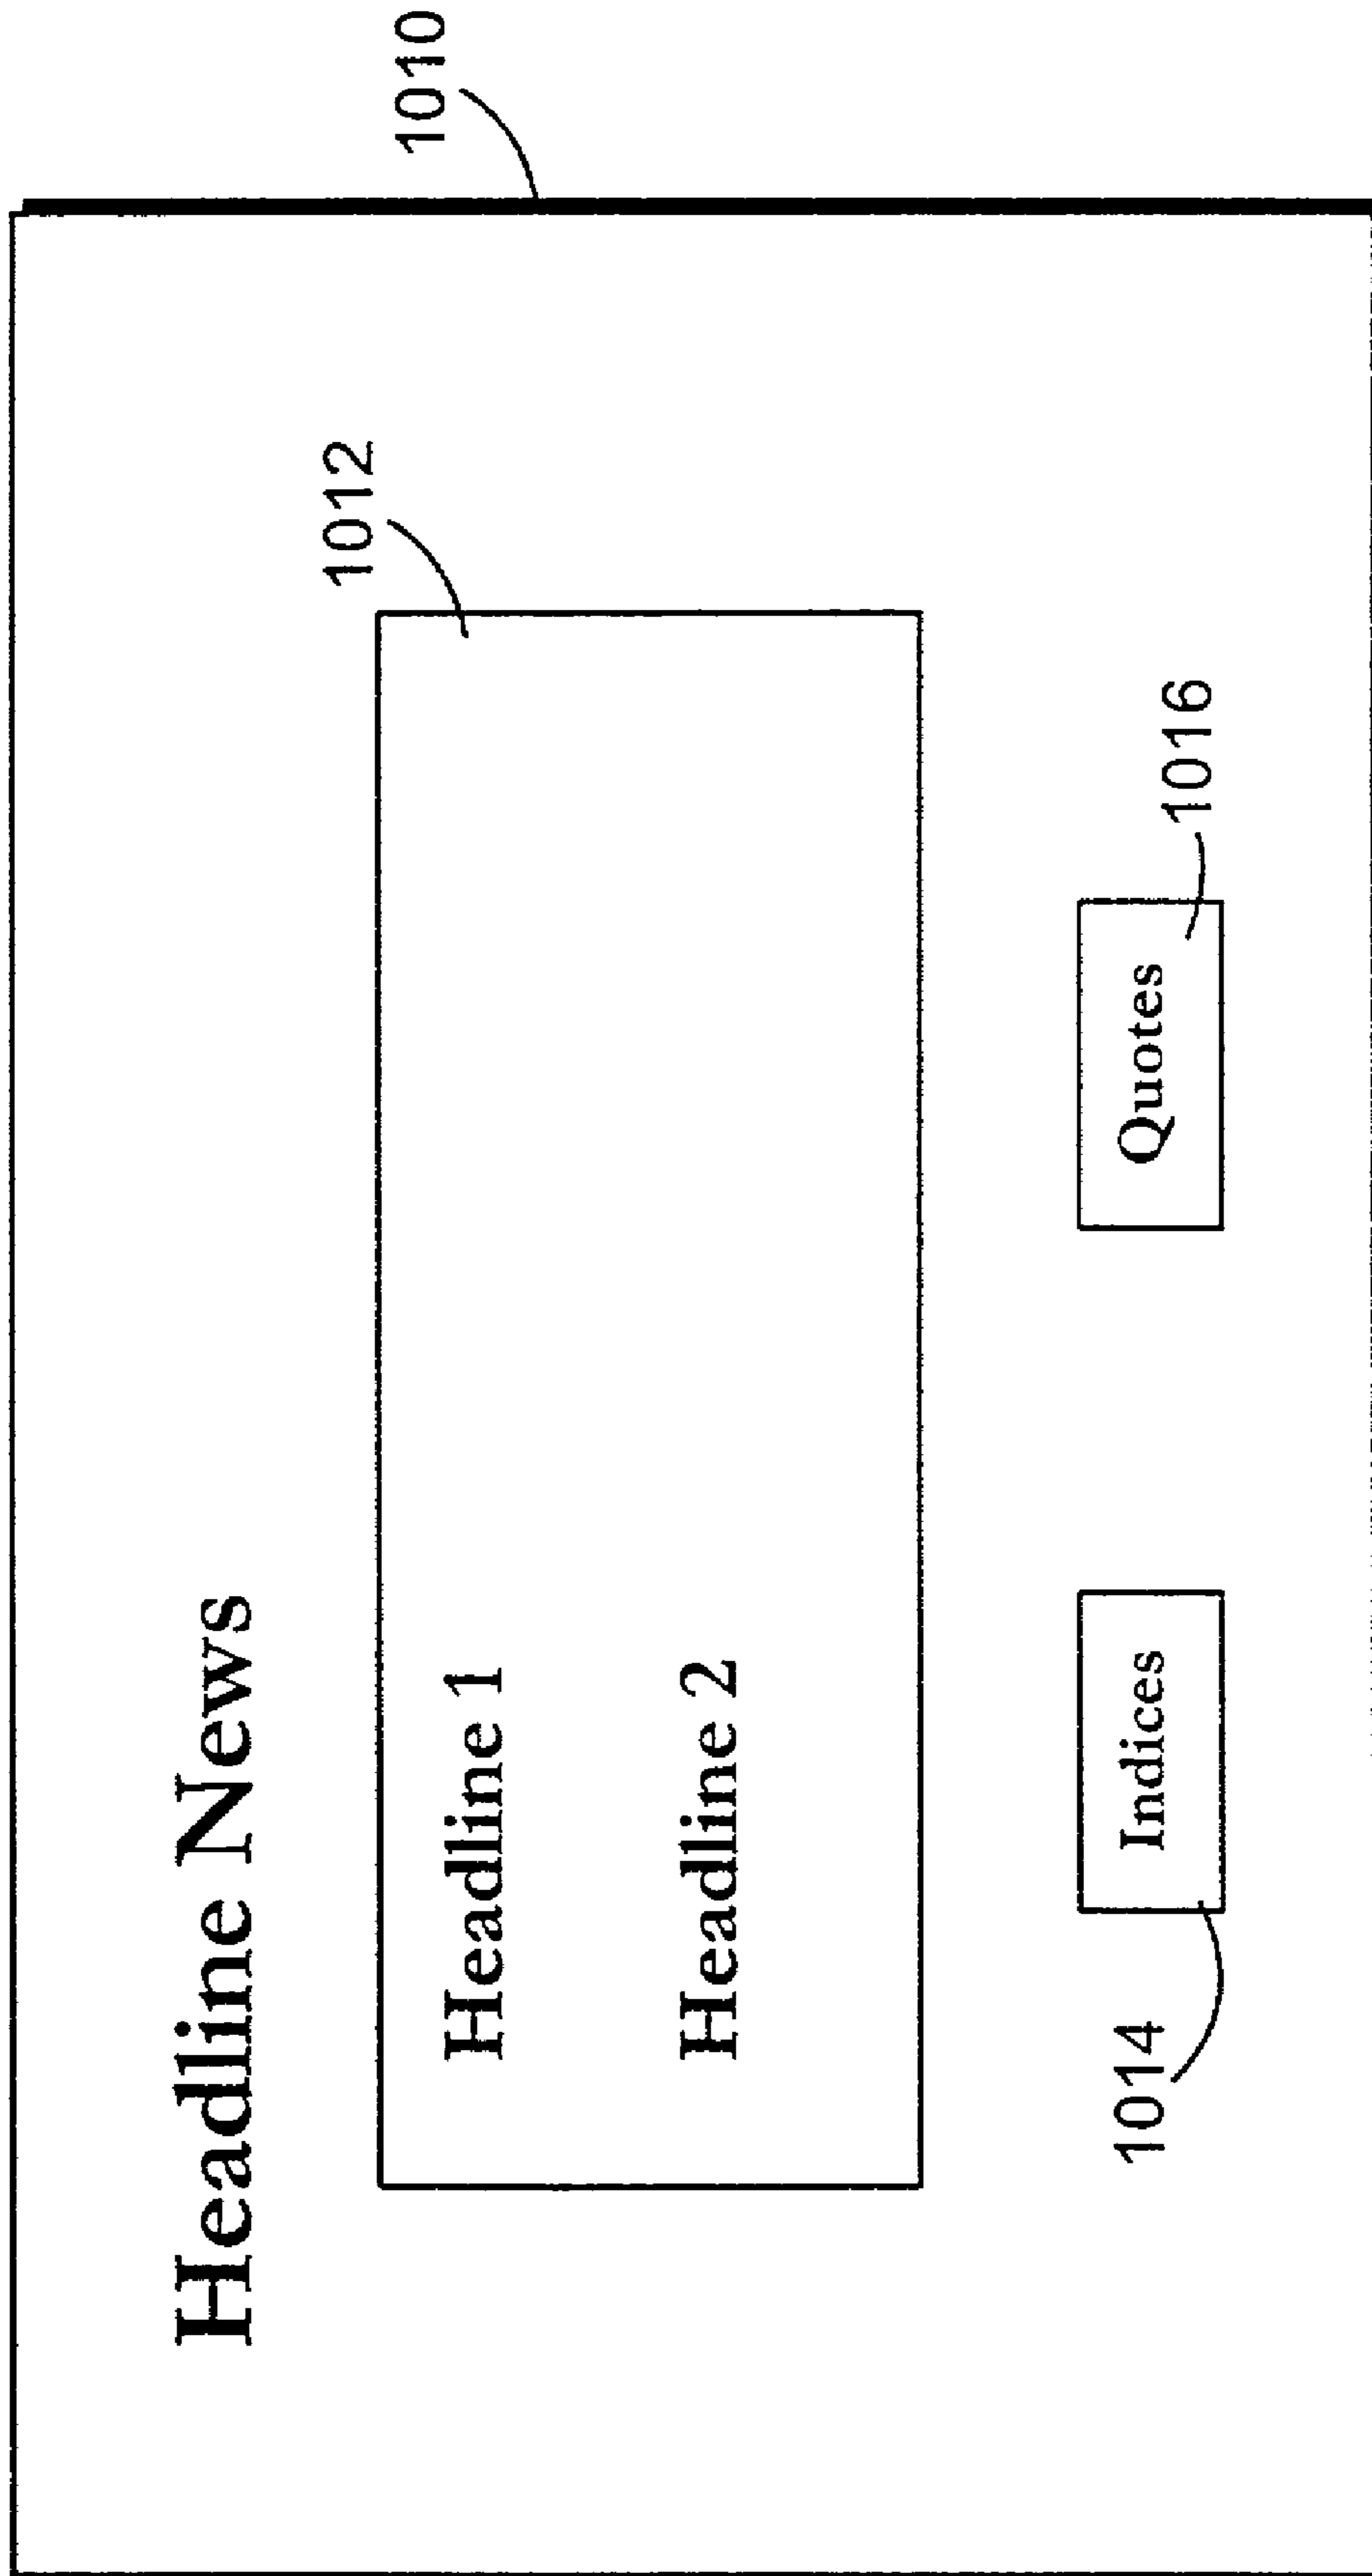 1010
Headline News
1012
Headline 1
Headline 2
Indices
Quotes
1014
1016